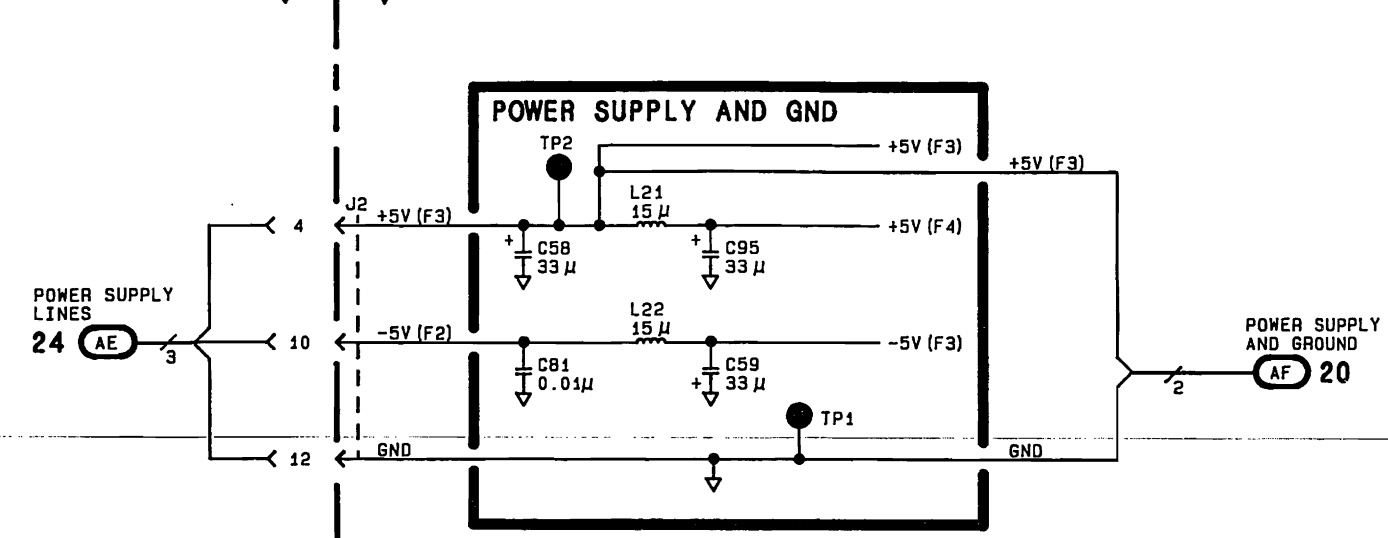 POWER SUPPLY AND GND
TP2
+5V (F3)
+5V (F3)
L21
15 μ
J2
4
+5V (F3)
+5V (F4)
+
C58
33 μ
+
C95
33 μ
POWER SUPPLY
LINES
24
AE
3
10
-5V (F2)
L22
15 μ
-5V (F3)
C81
0.01μ
+
C59
33 μ
POWER SUPPLY
AND GROUND
AF
20
2
TP1
12
GND
GND